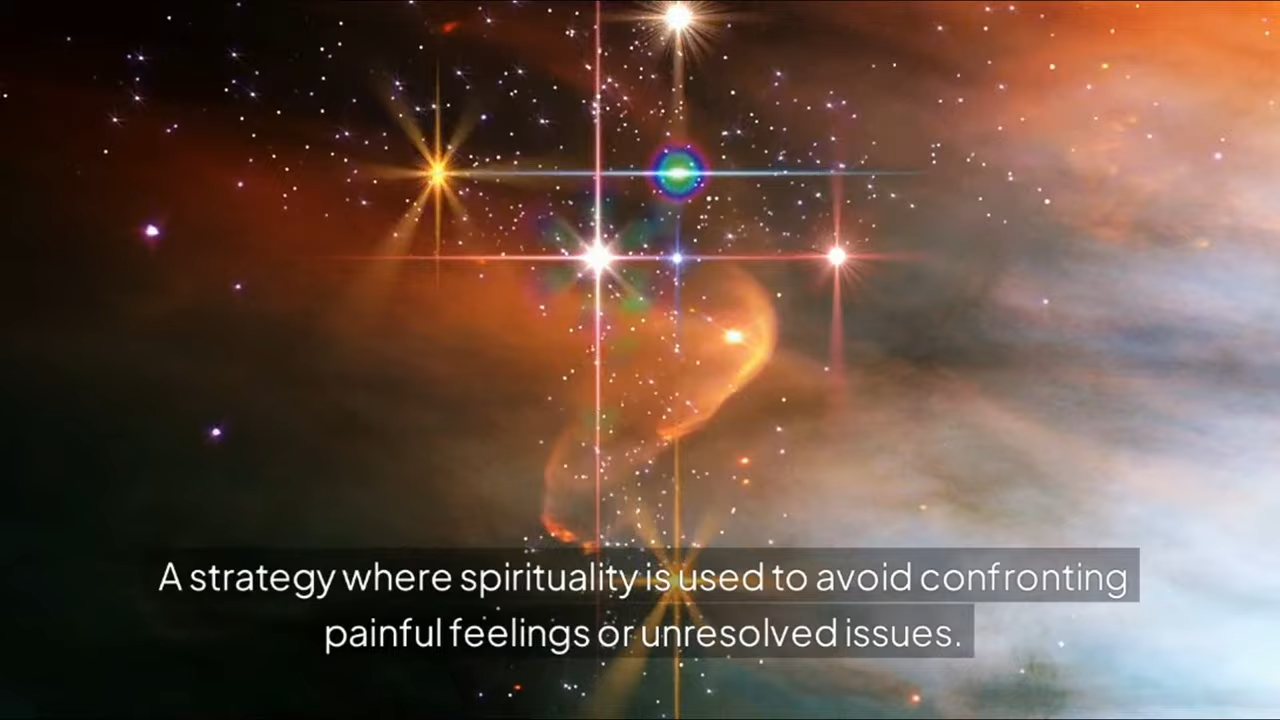 A strategy where spirituality is used to avoid confronting
painful feelings or unresolved issues.